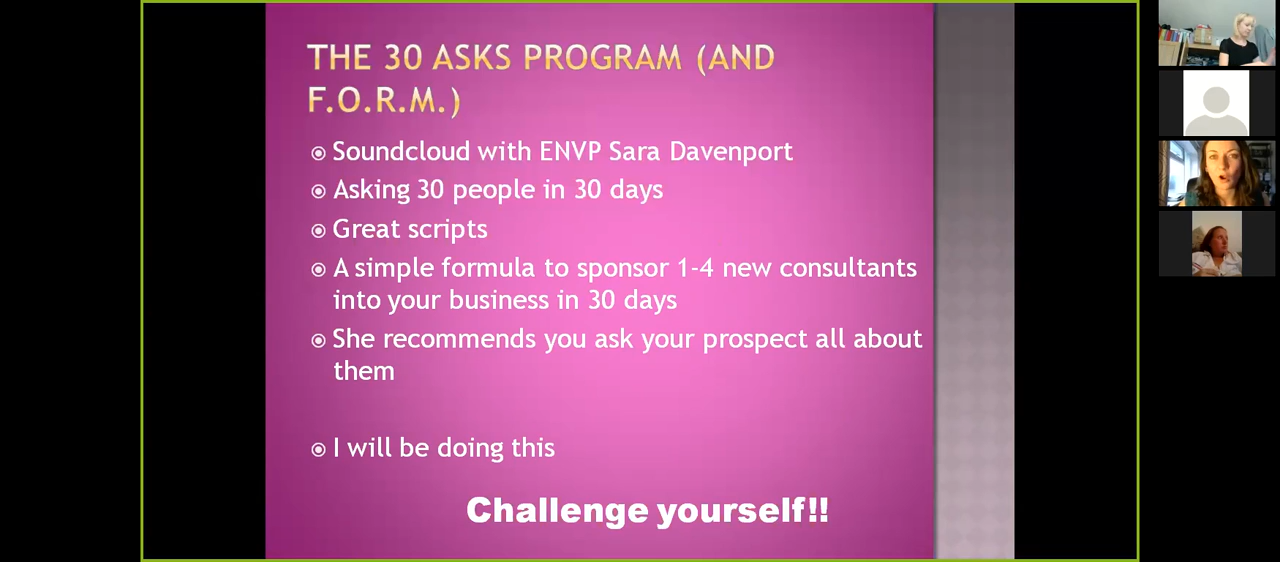 THE 30 ASKS PROGRAM (AND
F.O.R.M.)
Soundcloud with ENVP Sara Davenport
Asking 30 people in 30 days
Great scripts
A simple formula to sponsor 1-4 new consultants
into your business in 30 days
She recommends you ask your prospect all about
them
I will be doing this
Challenge yourself!!